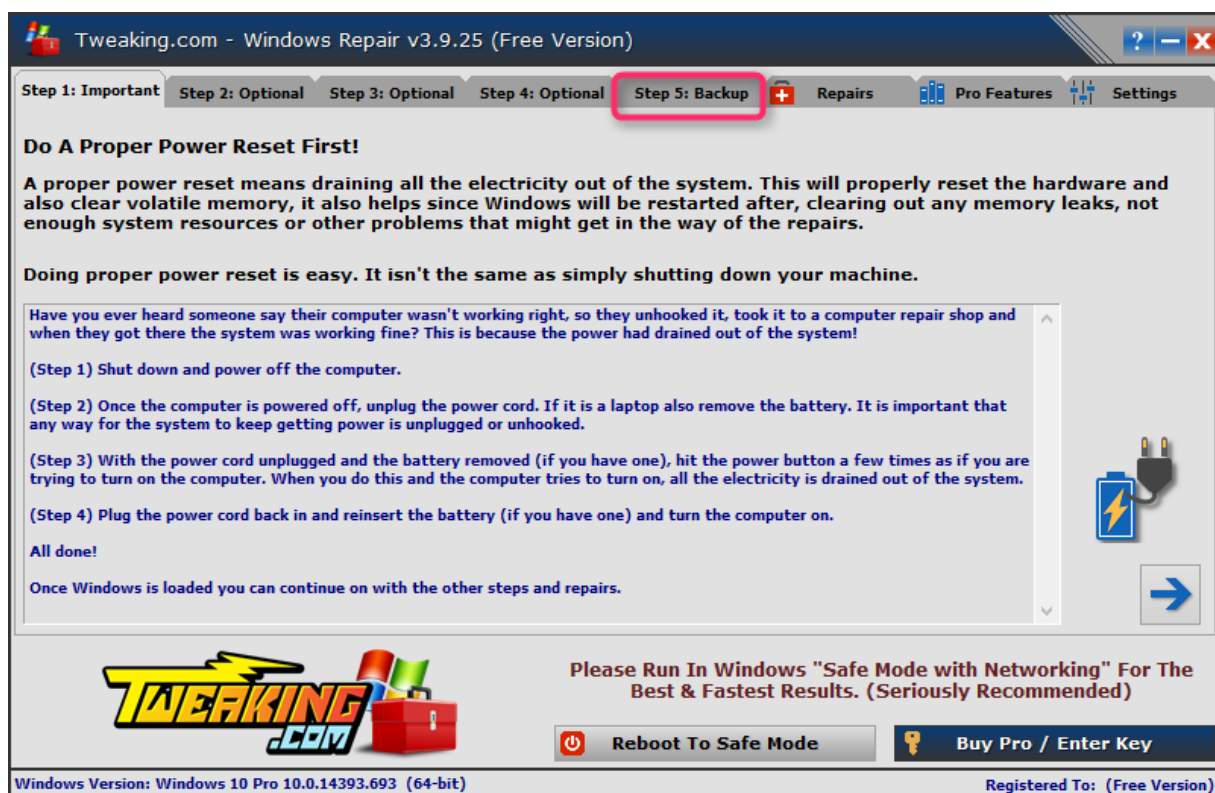 Tweaking.com - Windows Repair v3.9.25 (Free Version)
?
Step 1: Important
Step 2: Optional
Step 3: Optional
Step 4: Optional
Step 5: Backup
Repairs
Pro Features
Settings
Do A Proper Power Reset First!
A proper power reset means draining all the electricity out of the system. This will properly reset the hardware and
also clear volatile memory, it also helps since Windows will be restarted after, clearing out any memory leaks, not
enough system resources or other problems that might get in the way of the repairs.
Doing proper power reset is easy. It isn't the same as simply shutting down your machine.
Have you ever heard someone say their computer wasn't working right, so they unhooked it, took it to a computer repair shop and
when they got there the system was working fine? This is because the power had drained out of the system!
(Step 1) Shut down and power off the computer.
(Step 2) Once the computer is powered off, unplug the power cord. If it is a laptop also remove the battery. It is important that
any way for the system to keep getting power is unplugged or unhooked.
(Step 3) With the power cord unplugged and the battery removed (if you have one), hit the power button a few times as if you are
trying to turn on the computer. When you do this and the computer tries to turn on, all the electricity is drained out of the system.
(Step 4) Plug the power cord back in and reinsert the battery (if you have one) and turn the computer on.
All done!
Once Windows is loaded you can continue on with the other steps and repairs.
TWEAKING
.COM
Please Run In Windows "Safe Mode with Networking" For The
Best & Fastest Results. (Seriously Recommended)
Reboot To Safe Mode
Buy Pro / Enter Key
Windows Version: Windows 10 Pro 10.0.14393.693 (64-bit)
Registered To: (Free Version)